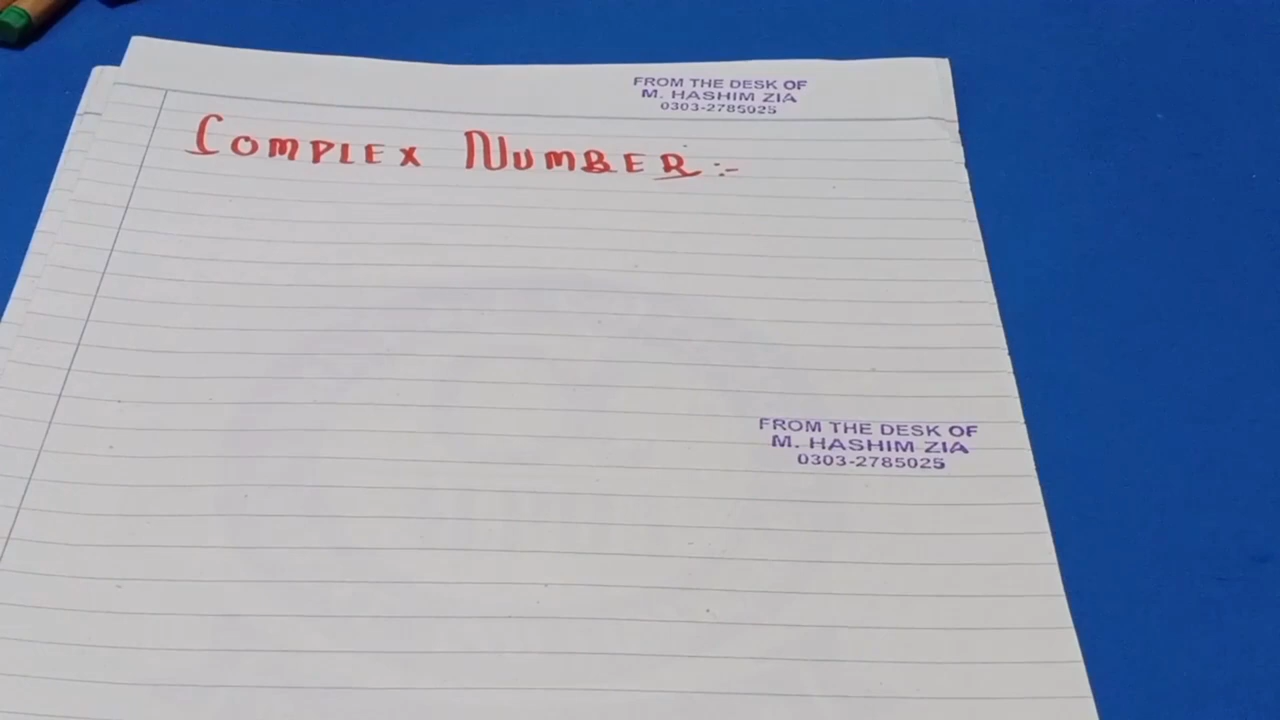 FROM THE DESK OF
M. HASHIM ZIA
0303-2785025
COMPLEX NUMBER:-
FROM THE DESK OF
M. HASHIM ZIA
0303-2785025